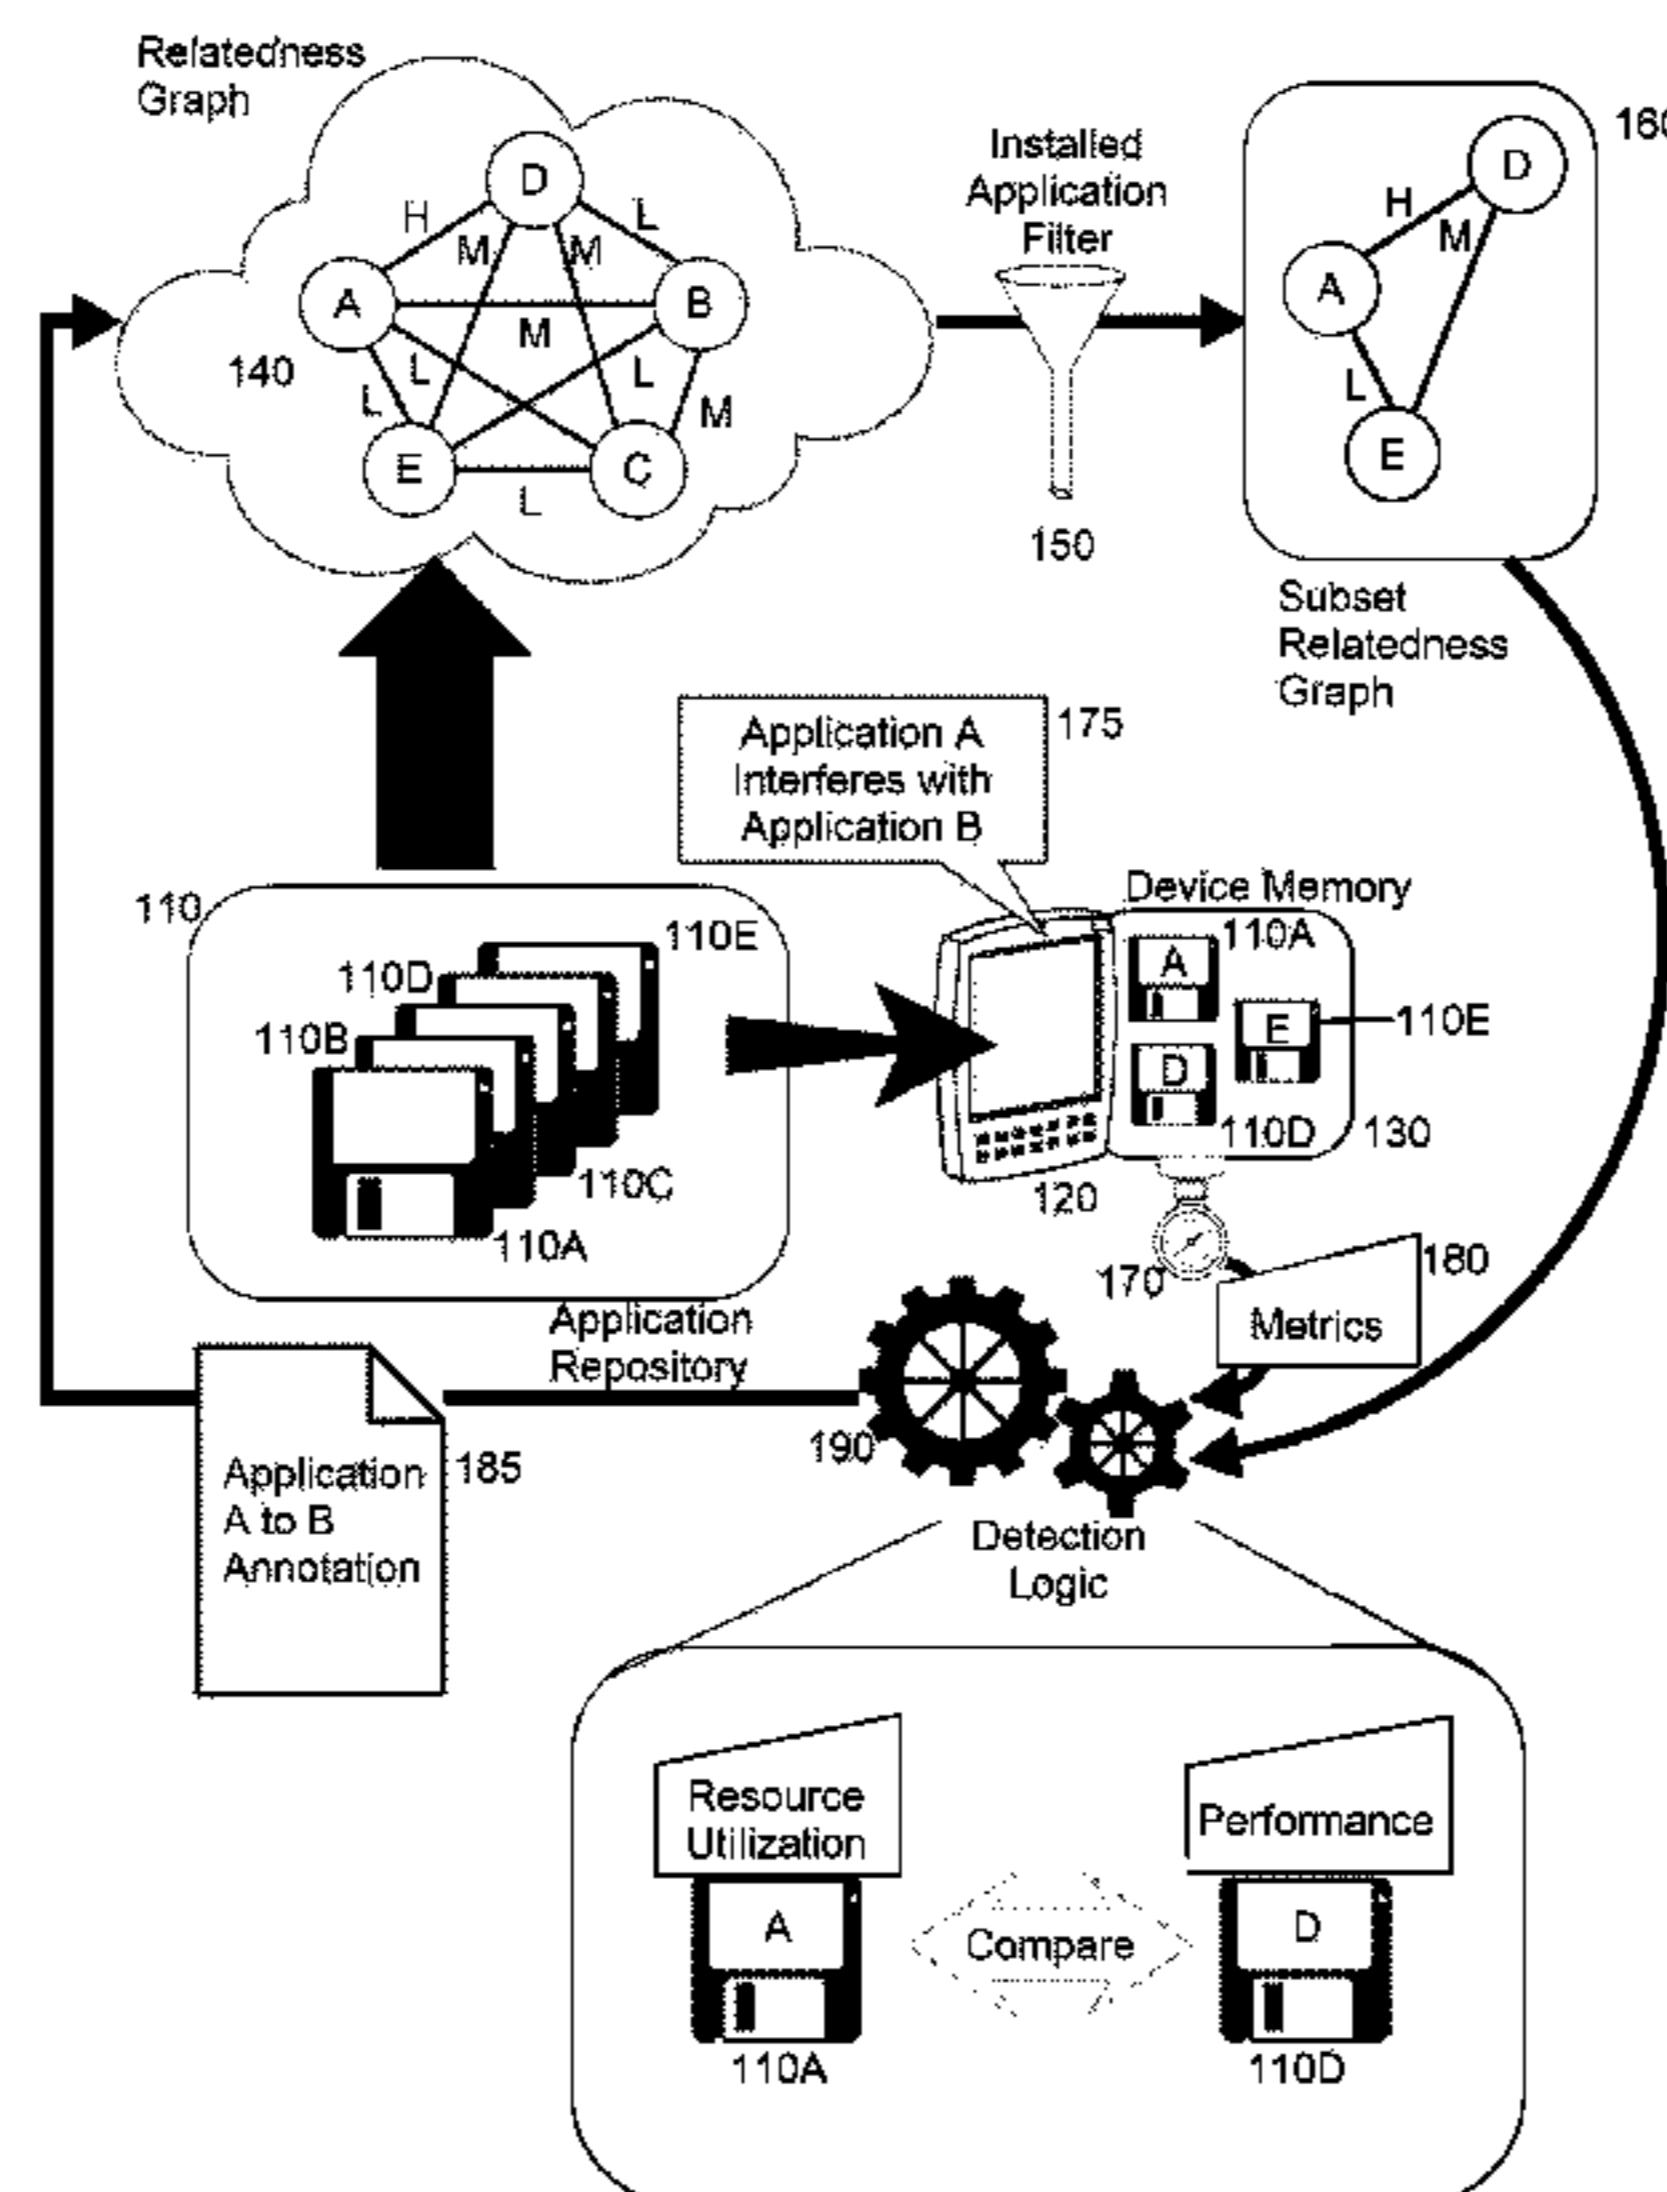 Relatedness
Graph
D
H
L
M
M
A
B
M
140
L
L
L
M
E
C
L
Installed
Application
Filter
150
160
D
H
M
A
L
E
Subset
Relatedness
Graph
Application A
Interferes with
Application B
175
110
110E
110D
110B
110C
110A
Application
Repository
Device Memory
110A
A
E
110E
D
110D
130
120
170
180
Metrics
190
Detection
Logic
Application
A to B
Annotation
185
Resource
Utilization
Performance
A
Compare
D
110A
110D